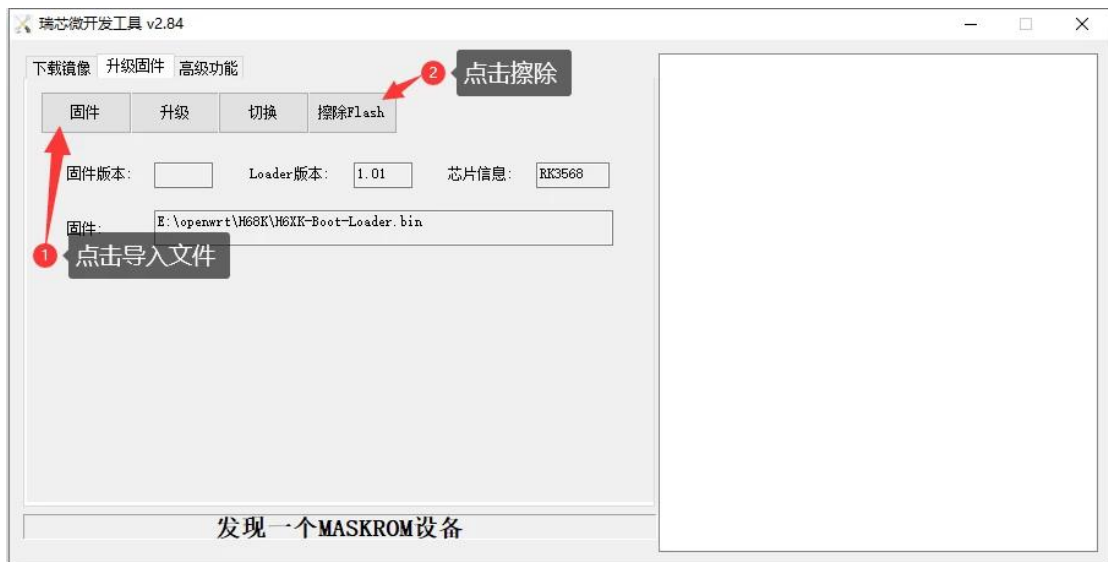 瑞芯微开发工具 v2.84
下载镜像 升级固件 高级功能
2 点击擦除
固件 升级 切换 擦除Flash
固件版本: Loader版本: 1.01 芯片信息: RK3568
固件: E:\openwrt\H68K\H6XK-Boot-Loader.bin
1 点击导入文件
发现一个MASKROM设备